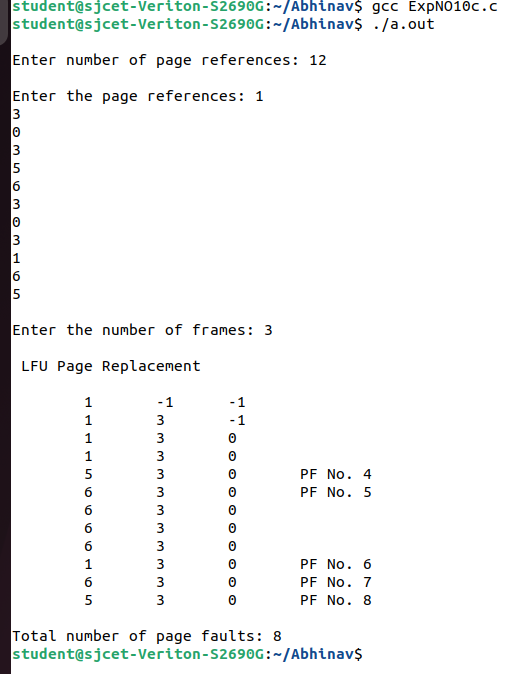 student@sjcet-Veriton-S2690G:~/Abhinav$ gcc ExpNO10c.c
student@sjcet-Veriton-S2690G:~/Abhinav$ ./a.out
Enter number of page references: 12
Enter the page references: 1
3
0
3
5
6
3
0
3
1
6
5
Enter the number of frames: 3
LFU Page Replacement
1 -1 -1
1 3 -1
1 3 0
1 3 0
5 3 0 PF No. 4
6 3 0 PF No. 5
6 3 0
6 3 0
6 3 0
1 3 0 PF No. 6
6 3 0 PF No. 7
5 3 0 PF No. 8
Total number of page faults: 8
student@sjcet-Veriton-S2690G:~/Abhinav$